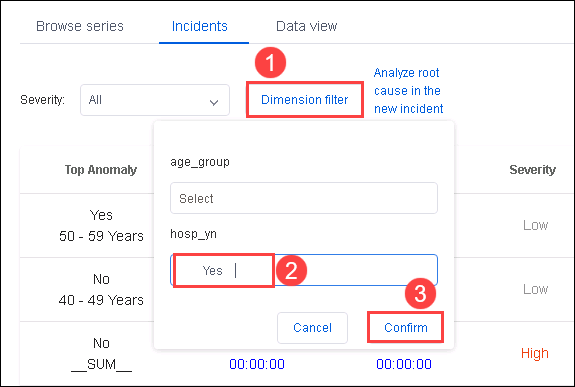 Browse series
Incidents
Data view
1
Severity:
All
Dimension filter
Analyze root
cause in the
new incident
Top Anomaly
Severity
age_group
Select
hosp_yn
Yes
2
3
Cancel
Confirm
Yes
50 - 59 Years
Low
No
40 - 49 Years
Low
No
__SUM__
00:00:00
00:00:00
High